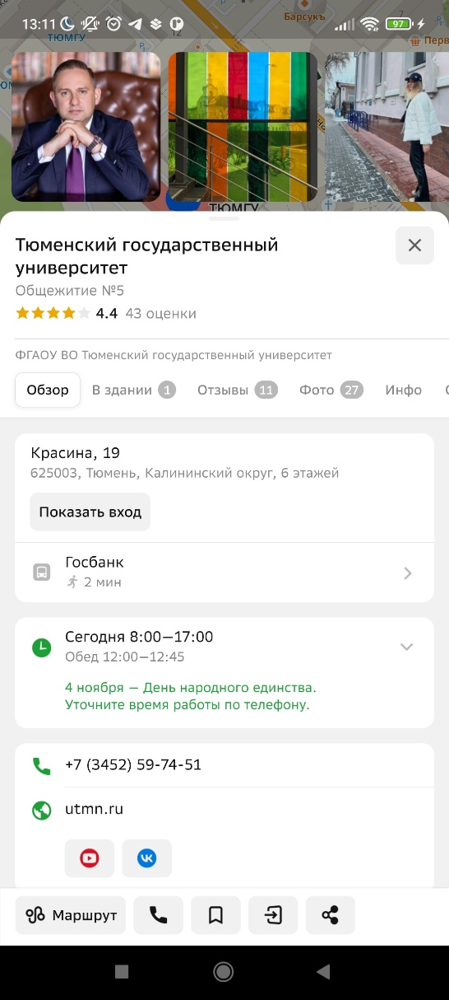 13:11
97
ТЮМГУ
Барсукъ
12
7
Перв
ТЮМГУ
Тюменский государственный
университет
Общежитие №5
4.4 43 оценки
ФГАОУ ВО Тюменский государственный университет
Обзор В здании 1 Отзывы 11 Фото 27 Инфо
Красина, 19
625003, Тюмень, Калининский округ, 6 этажей
Показать вход
Госбанк
2 мин
Сегодня 8:00—17:00
Обед 12:00—12:45
4 ноября — День народного единства.
Уточните время работы по телефону.
+7 (3452) 59-74-51
utmn.ru
Маршрут